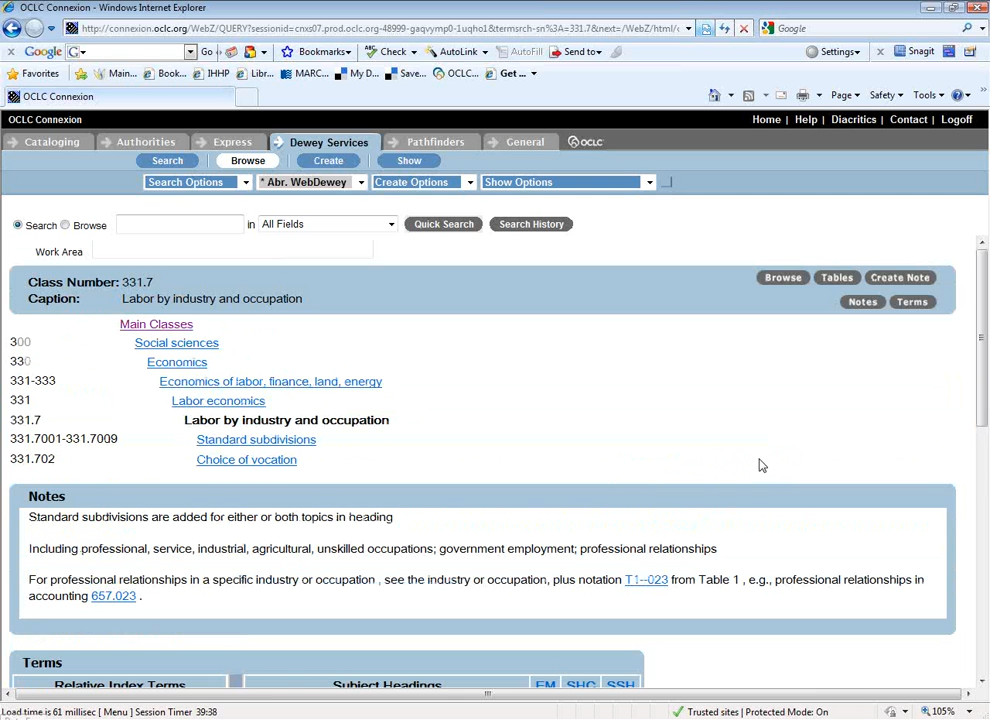 OCLC Connexion - Windows Internet Explorer
http://connexion.oclc.org/WebZ/QUERY?sessionid=cnxs07.prod.oclc.org-48999-gaqvymp0-1uqho1&termsrch-sn%3A=331.7&next=/WebZ/html/c
Google
Google Go Bookmarks Check AutoLink AutoFill Send to Settings Snagit
Favorites Main... Book... IHHP Libr... MARC... My D... Save... OCLC... Get ...
OCLC Connexion Page Safety Tools
OCLC Connexion Home | Help | Diacritics | Contact | Logoff
Cataloging Authorities Express Dewey Services Pathfinders General OCLC
Search Browse Create Show
Search Options * Abr. WebDewey Create Options Show Options
Search Browse in All Fields Quick Search Search History
Work Area
Class Number: 331.7 Browse Tables Create Note
Caption: Labor by industry and occupation Notes Terms
Main Classes
300 Social sciences
330 Economics
331-333 Economics of labor, finance, land, energy
331 Labor economics
331.7 Labor by industry and occupation
331.7001-331.7009 Standard subdivisions
331.702 Choice of vocation
Notes
Standard subdivisions are added for either or both topics in heading
Including professional, service, industrial, agricultural, unskilled occupations; government employment; professional relationships
For professional relationships in a specific industry or occupation , see the industry or occupation, plus notation T1--023 from Table 1 , e.g., professional relationships in
accounting 657.023 .
Terms
Relative Index Terms Subject Headings EM SHC SSH
Load time is 61 millisec [ Menu ] Session Timer 39:38 Trusted sites | Protected Mode: On 105%